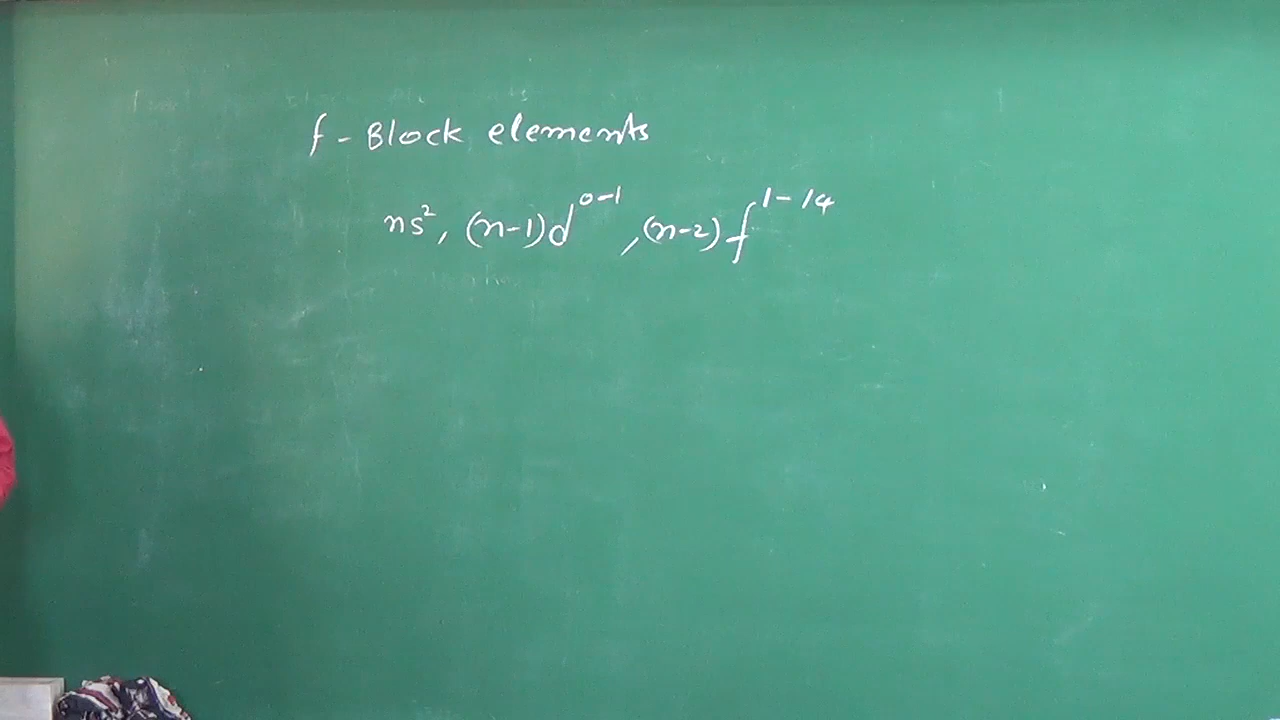 f - Block elements
ns², (n-1)d⁰⁻¹, (n-2)f¹⁻¹⁴